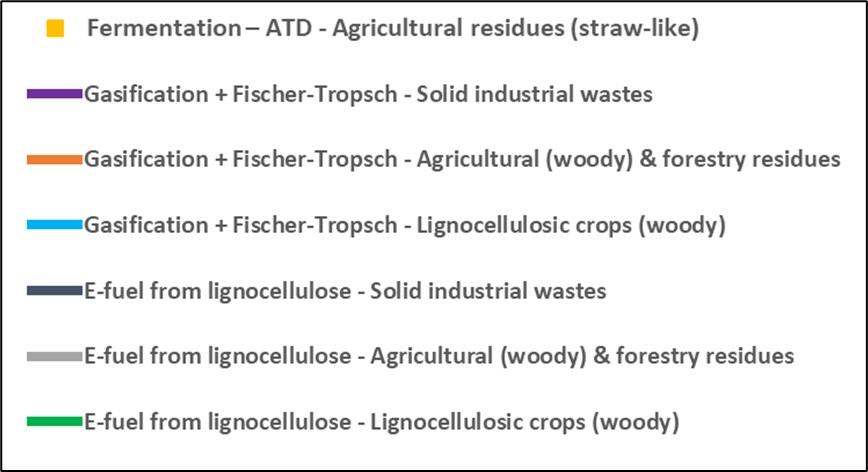 Fermentation – ATD - Agricultural residues (straw-like)
Gasification + Fischer-Tropsch - Solid industrial wastes
Gasification + Fischer-Tropsch - Agricultural (woody) & forestry residues
Gasification + Fischer-Tropsch - Lignocellulosic crops (woody)
E-fuel from lignocellulose - Solid industrial wastes
E-fuel from lignocellulose - Agricultural (woody) & forestry residues
E-fuel from lignocellulose - Lignocellulosic crops (woody)